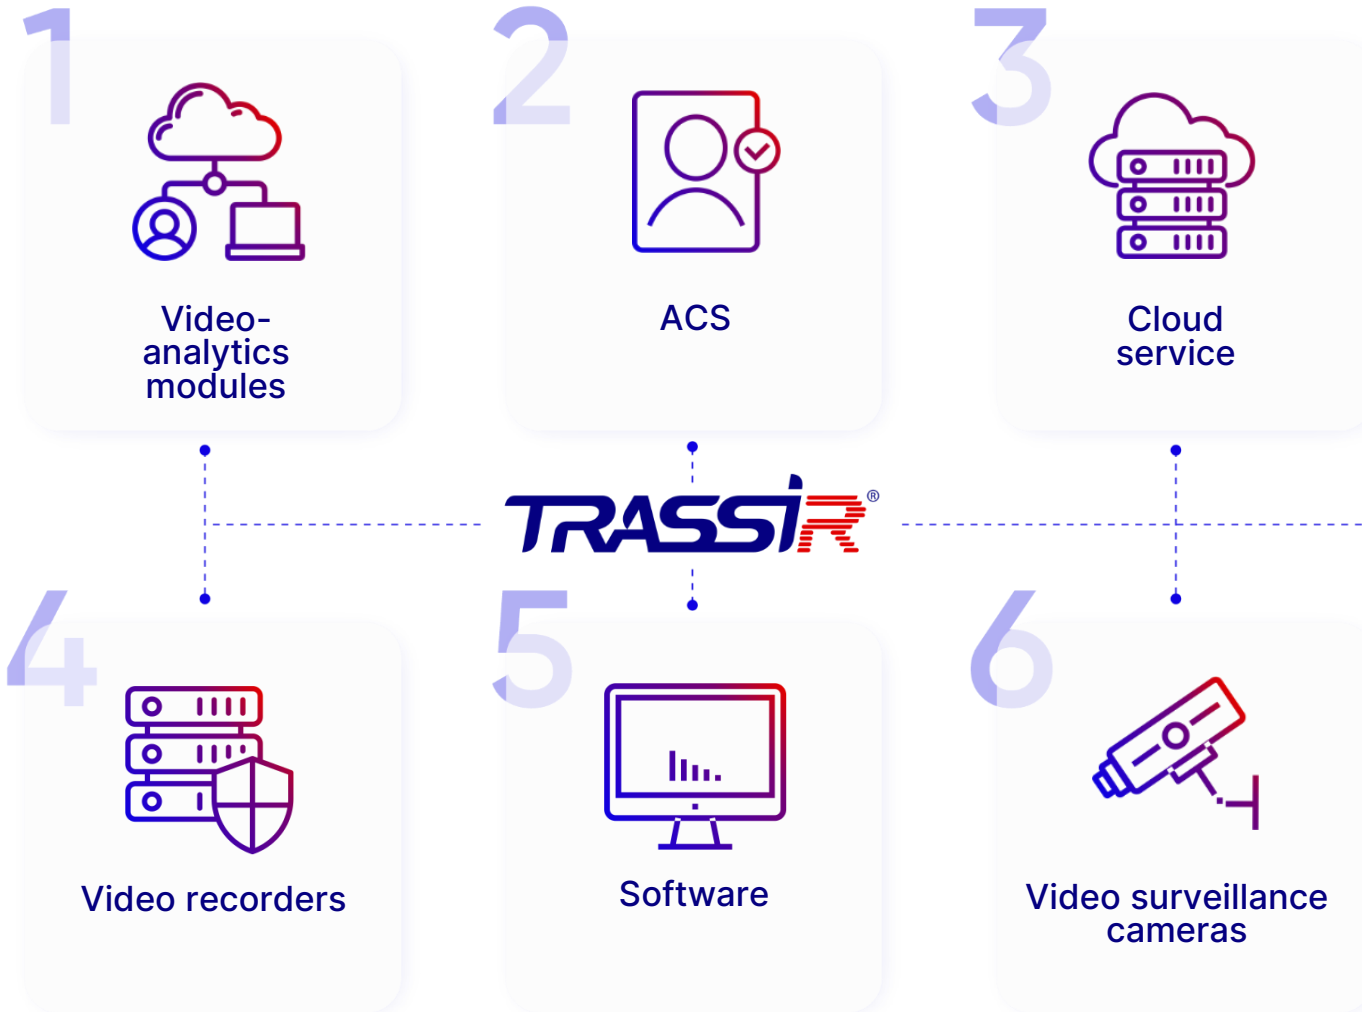 1
Video-
analytics
modules
2
ACS
3
Cloud
service
TRASSIR®
4
Video recorders
5
Software
6
Video surveillance
cameras